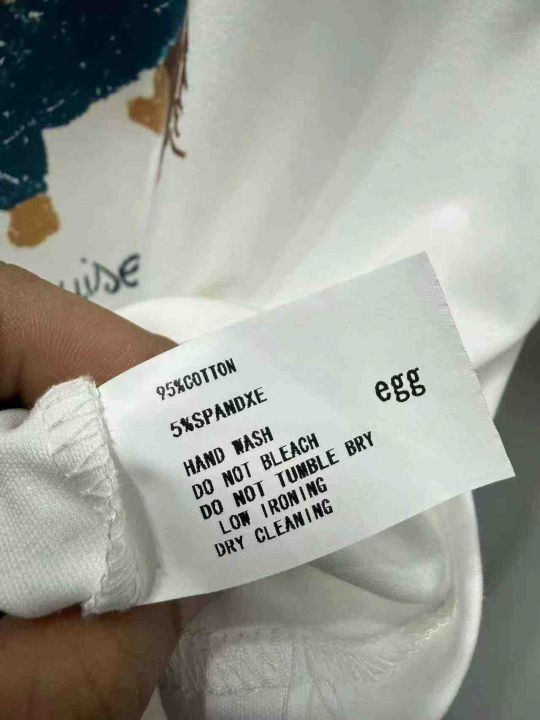 95%COTTON
5%SPANDXE
egg
HAND WASH
DO NOT BLEACH
DO NOT TUMBLE BRY
LOW IRONING
DRY CLEANING